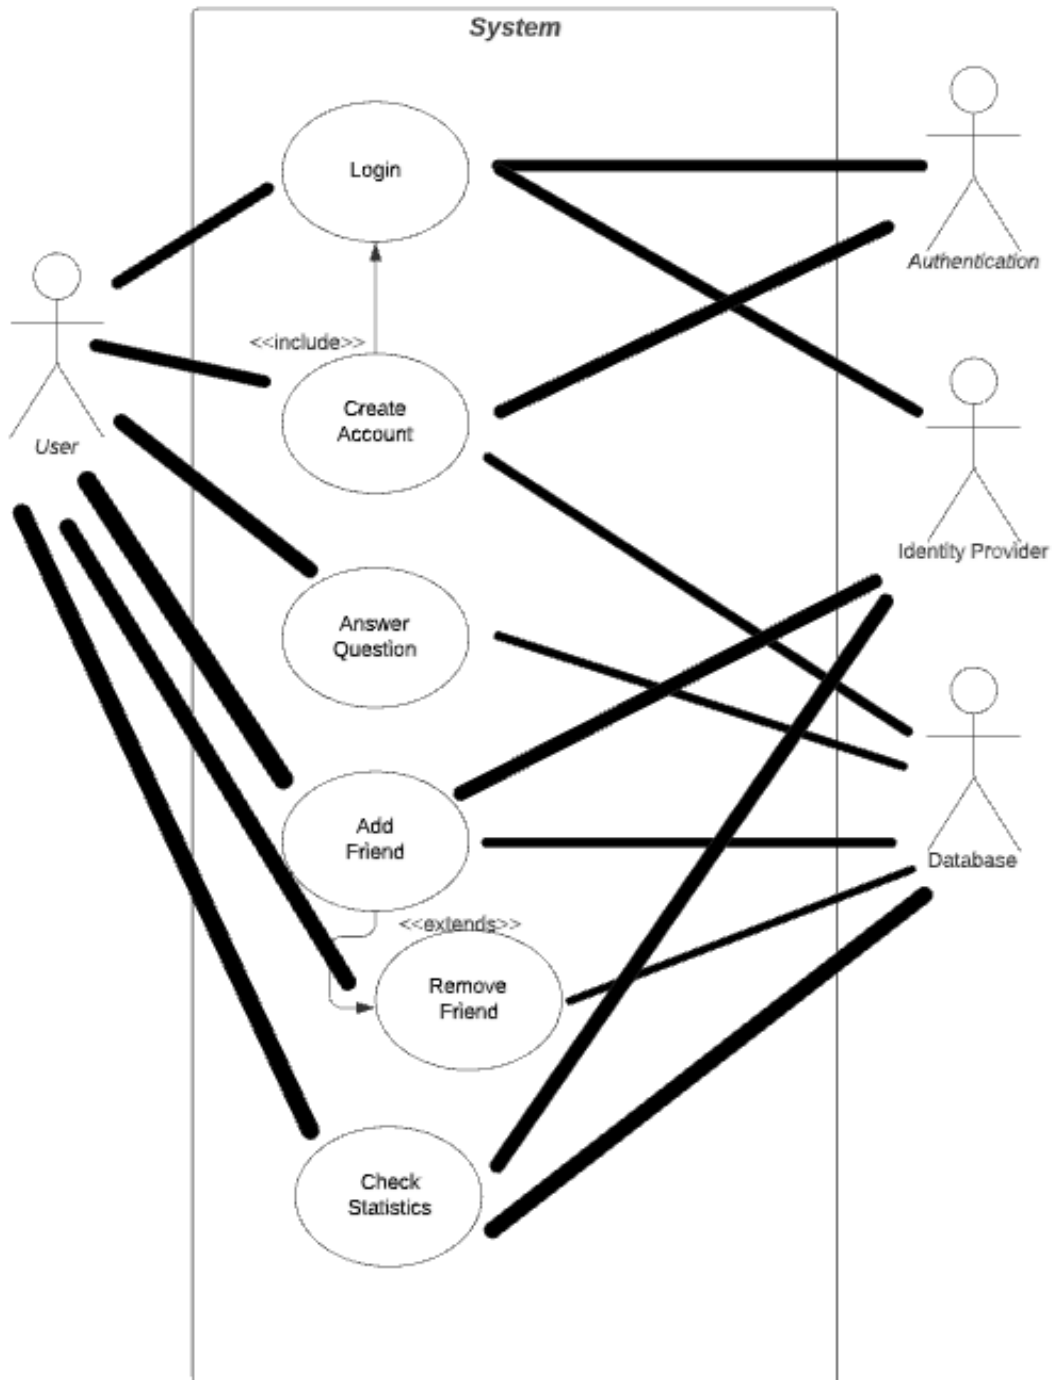 System
Login
Authentication
<<include>>
Create
Account
User
Identity Provider
Answer
Question
Add
Friend
Database
<<extends>>
Remove
Friend
Check
Statistics